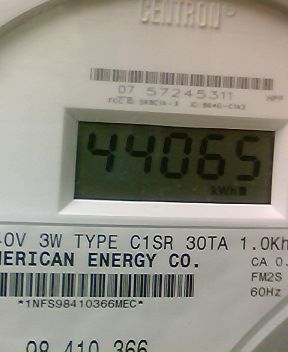 CENTRON®
07 57245311
44065
kWh
40V 3W TYPE C1SR 30TA 1.0Kh
MERICAN ENERGY CO.
CA 0.
FM2S
*1NFS98410366MEC*
60Hz
98 410 366